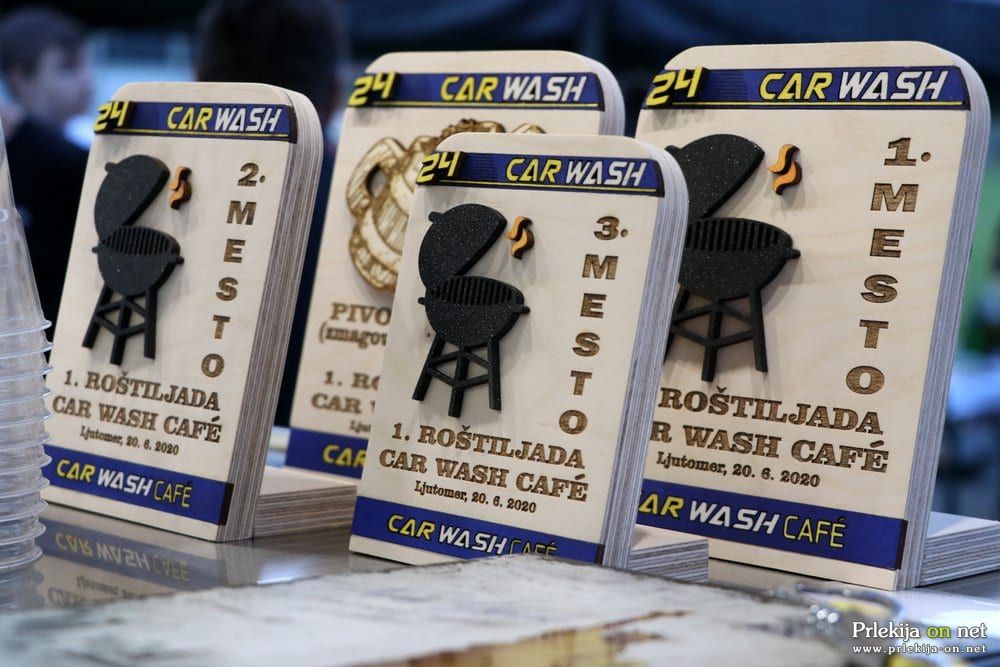 24 CAR WASH
2. MESTO
1. ROŠTILJADA
CAR WASH CAFÉ
Ljutomer, 20. 6. 2020
CAR WASH CAFÉ
24 CAR WASH
PIVO
1. RO
CAR W
CAR
24 CAR WASH
3. MESTO
1. ROŠTILJADA
CAR WASH CAFÉ
Ljutomer, 20. 6. 2020
CAR WASH CAFÉ
24 CAR WASH
1. MESTO
ROŠTILJADA
R WASH CAFÉ
Ljutomer, 20. 6. 2020
CAR WASH CAFÉ
Prlekija on net
www.prlekija-on.net